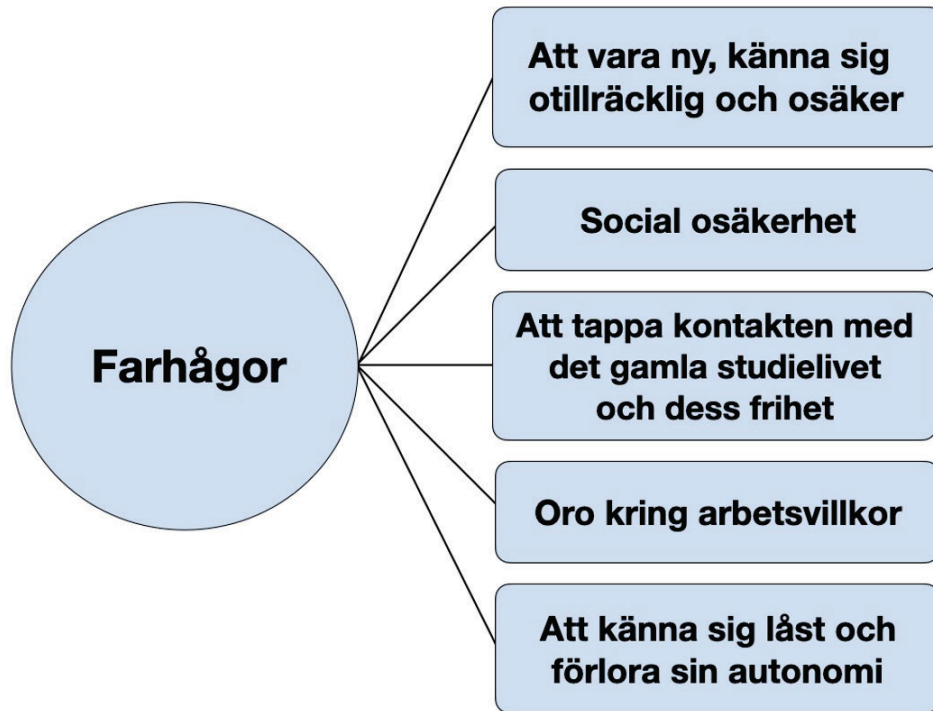 Farhågor
Att vara ny, känna sig
otillräcklig och osäker
Social osäkerhet
Att tappa kontakten med
det gamla studielivet
och dess frihet
Oro kring arbetsvillkor
Att känna sig låst och
förlora sin autonomi